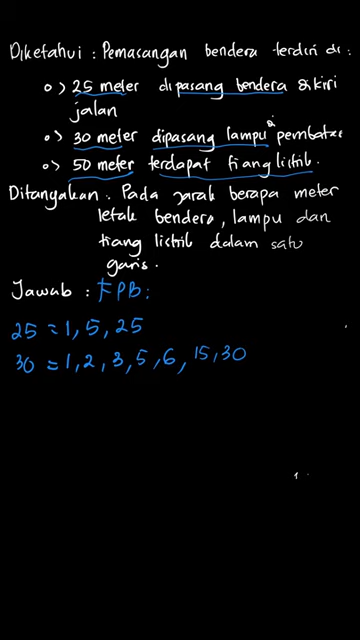 Diketahui : Pemasangan bendera terdiri di :
o) 25 meter dipasang bendera dikiri
jalan
o) 30 meter dipasang lampu di pembatas
o) 50 meter terdapat tiang listrik.
Ditanyakan. Pada jarak berapa meter
letak bendera, lampu dan
tiang listrik dalam satu
garis.
Jawab : FPB :
25 = 1, 5, 25
30 = 1, 2, 3, 5, 6, 15, 30